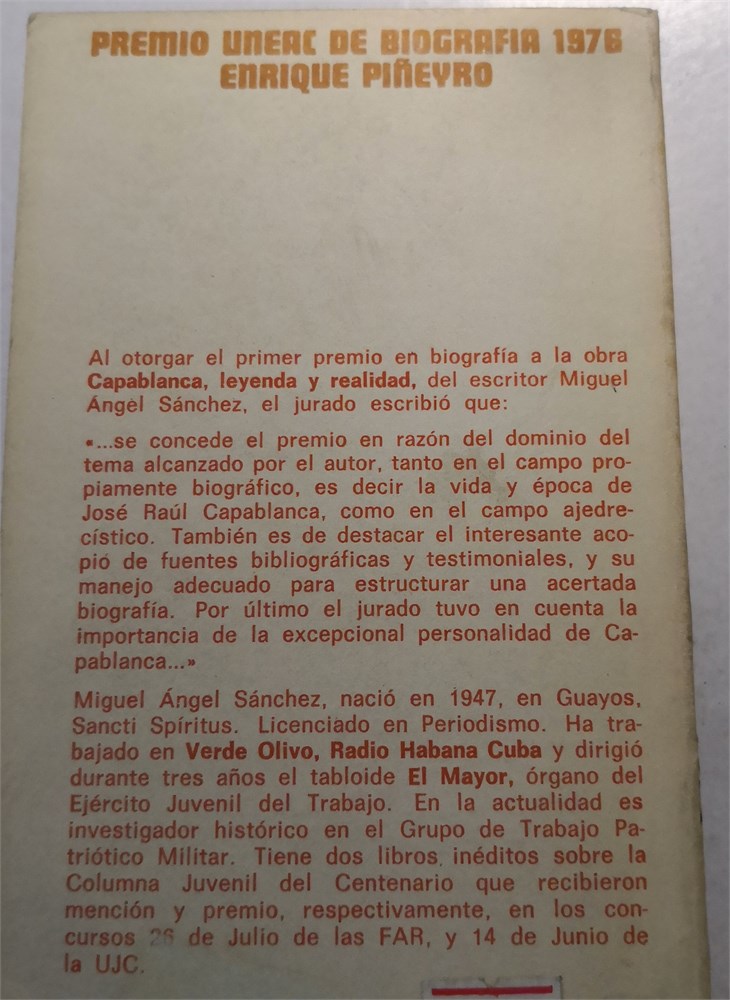 PREMIO UNEAC DE BIOGRAFIA 1976
ENRIQUE PIÑEYRO
Al otorgar el primer premio en biografía a la obra
Capablanca, leyenda y realidad, del escritor Miguel
Ángel Sánchez, el jurado escribió que:
«...se concede el premio en razón del dominio del
tema alcanzado por el autor, tanto en el campo pro-
piamente biográfico, es decir la vida y época de
José Raúl Capablanca, como en el campo ajedre-
cístico. También es de destacar el interesante aco-
pio de fuentes bibliográficas y testimoniales, y su
manejo adecuado para estructurar una acertada
biografía. Por último el jurado tuvo en cuenta la
importancia de la excepcional personalidad de Ca-
pablanca...»
Miguel Ángel Sánchez, nació en 1947, en Guayos,
Sancti Spíritus. Licenciado en Periodismo. Ha tra-
bajado en Verde Olivo, Radio Habana Cuba y dirigió
durante tres años el tabloide El Mayor, órgano del
Ejército Juvenil del Trabajo. En la actualidad es
investigador histórico en el Grupo de Trabajo Pa-
triótico Militar. Tiene dos libros inéditos sobre la
Columna Juvenil del Centenario que recibieron
mención y premio, respectivamente, en los con-
cursos 26 de Julio de las FAR, y 14 de Junio de
la UJC.